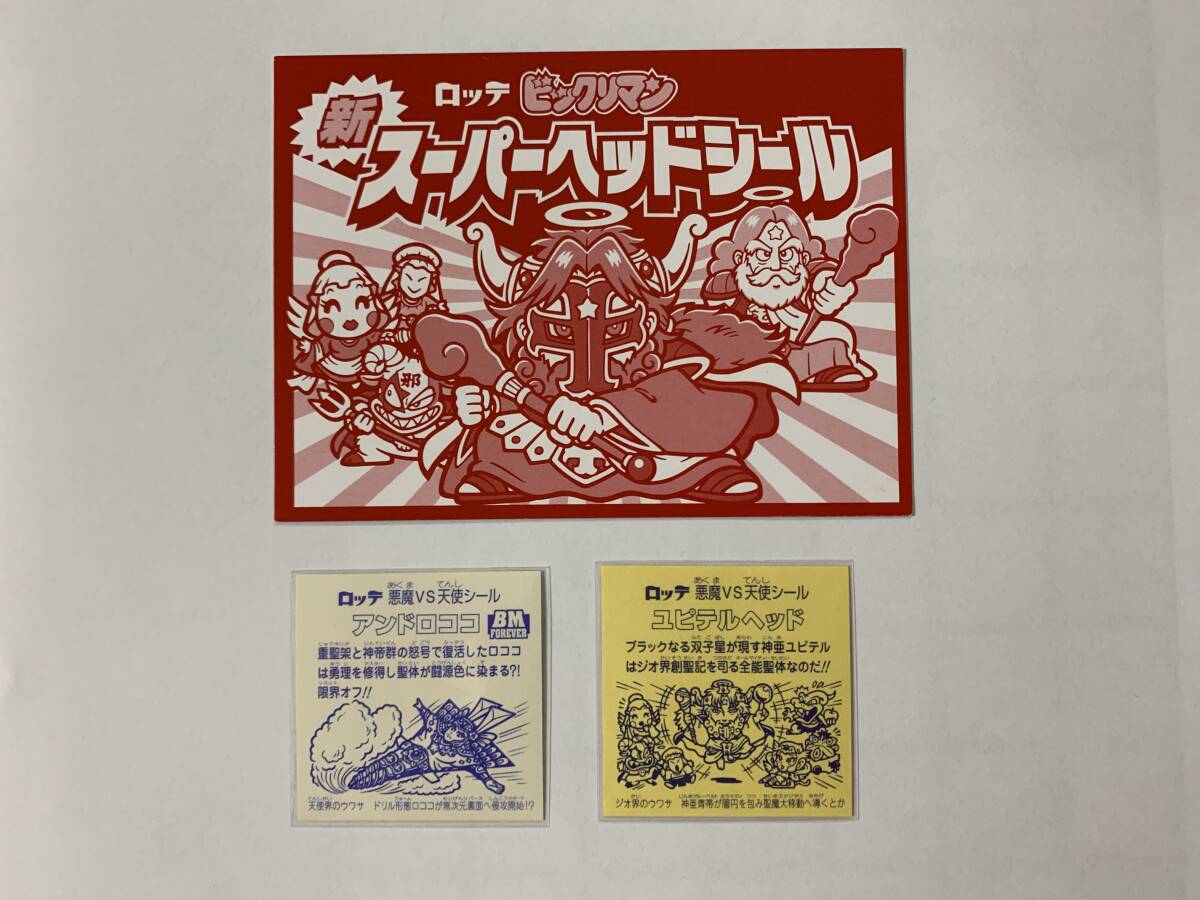 ロッテ ビックリマン
新
スーパーヘッドシール
邪
ロッテ 悪魔VS天使シール
アンドロココ
BM
FOREVER
重聖架と神帝群の怒号で復活したロココ
は勇理を修得し聖体が闘源色に染まる?!
限界オフ!!
天使界のウワサ ドリル形態ロココが無次元裏面へ侵攻開始!?
ロッテ 悪魔VS天使シール
ユピテルヘッド
ブラックなる双子星が現す神亜ユピテル
はジオ界創聖記を司る全能聖体なのだ!!
ジオ界のウワサ 神亜青帯が層円を包み聖魔大移動へ導くとか